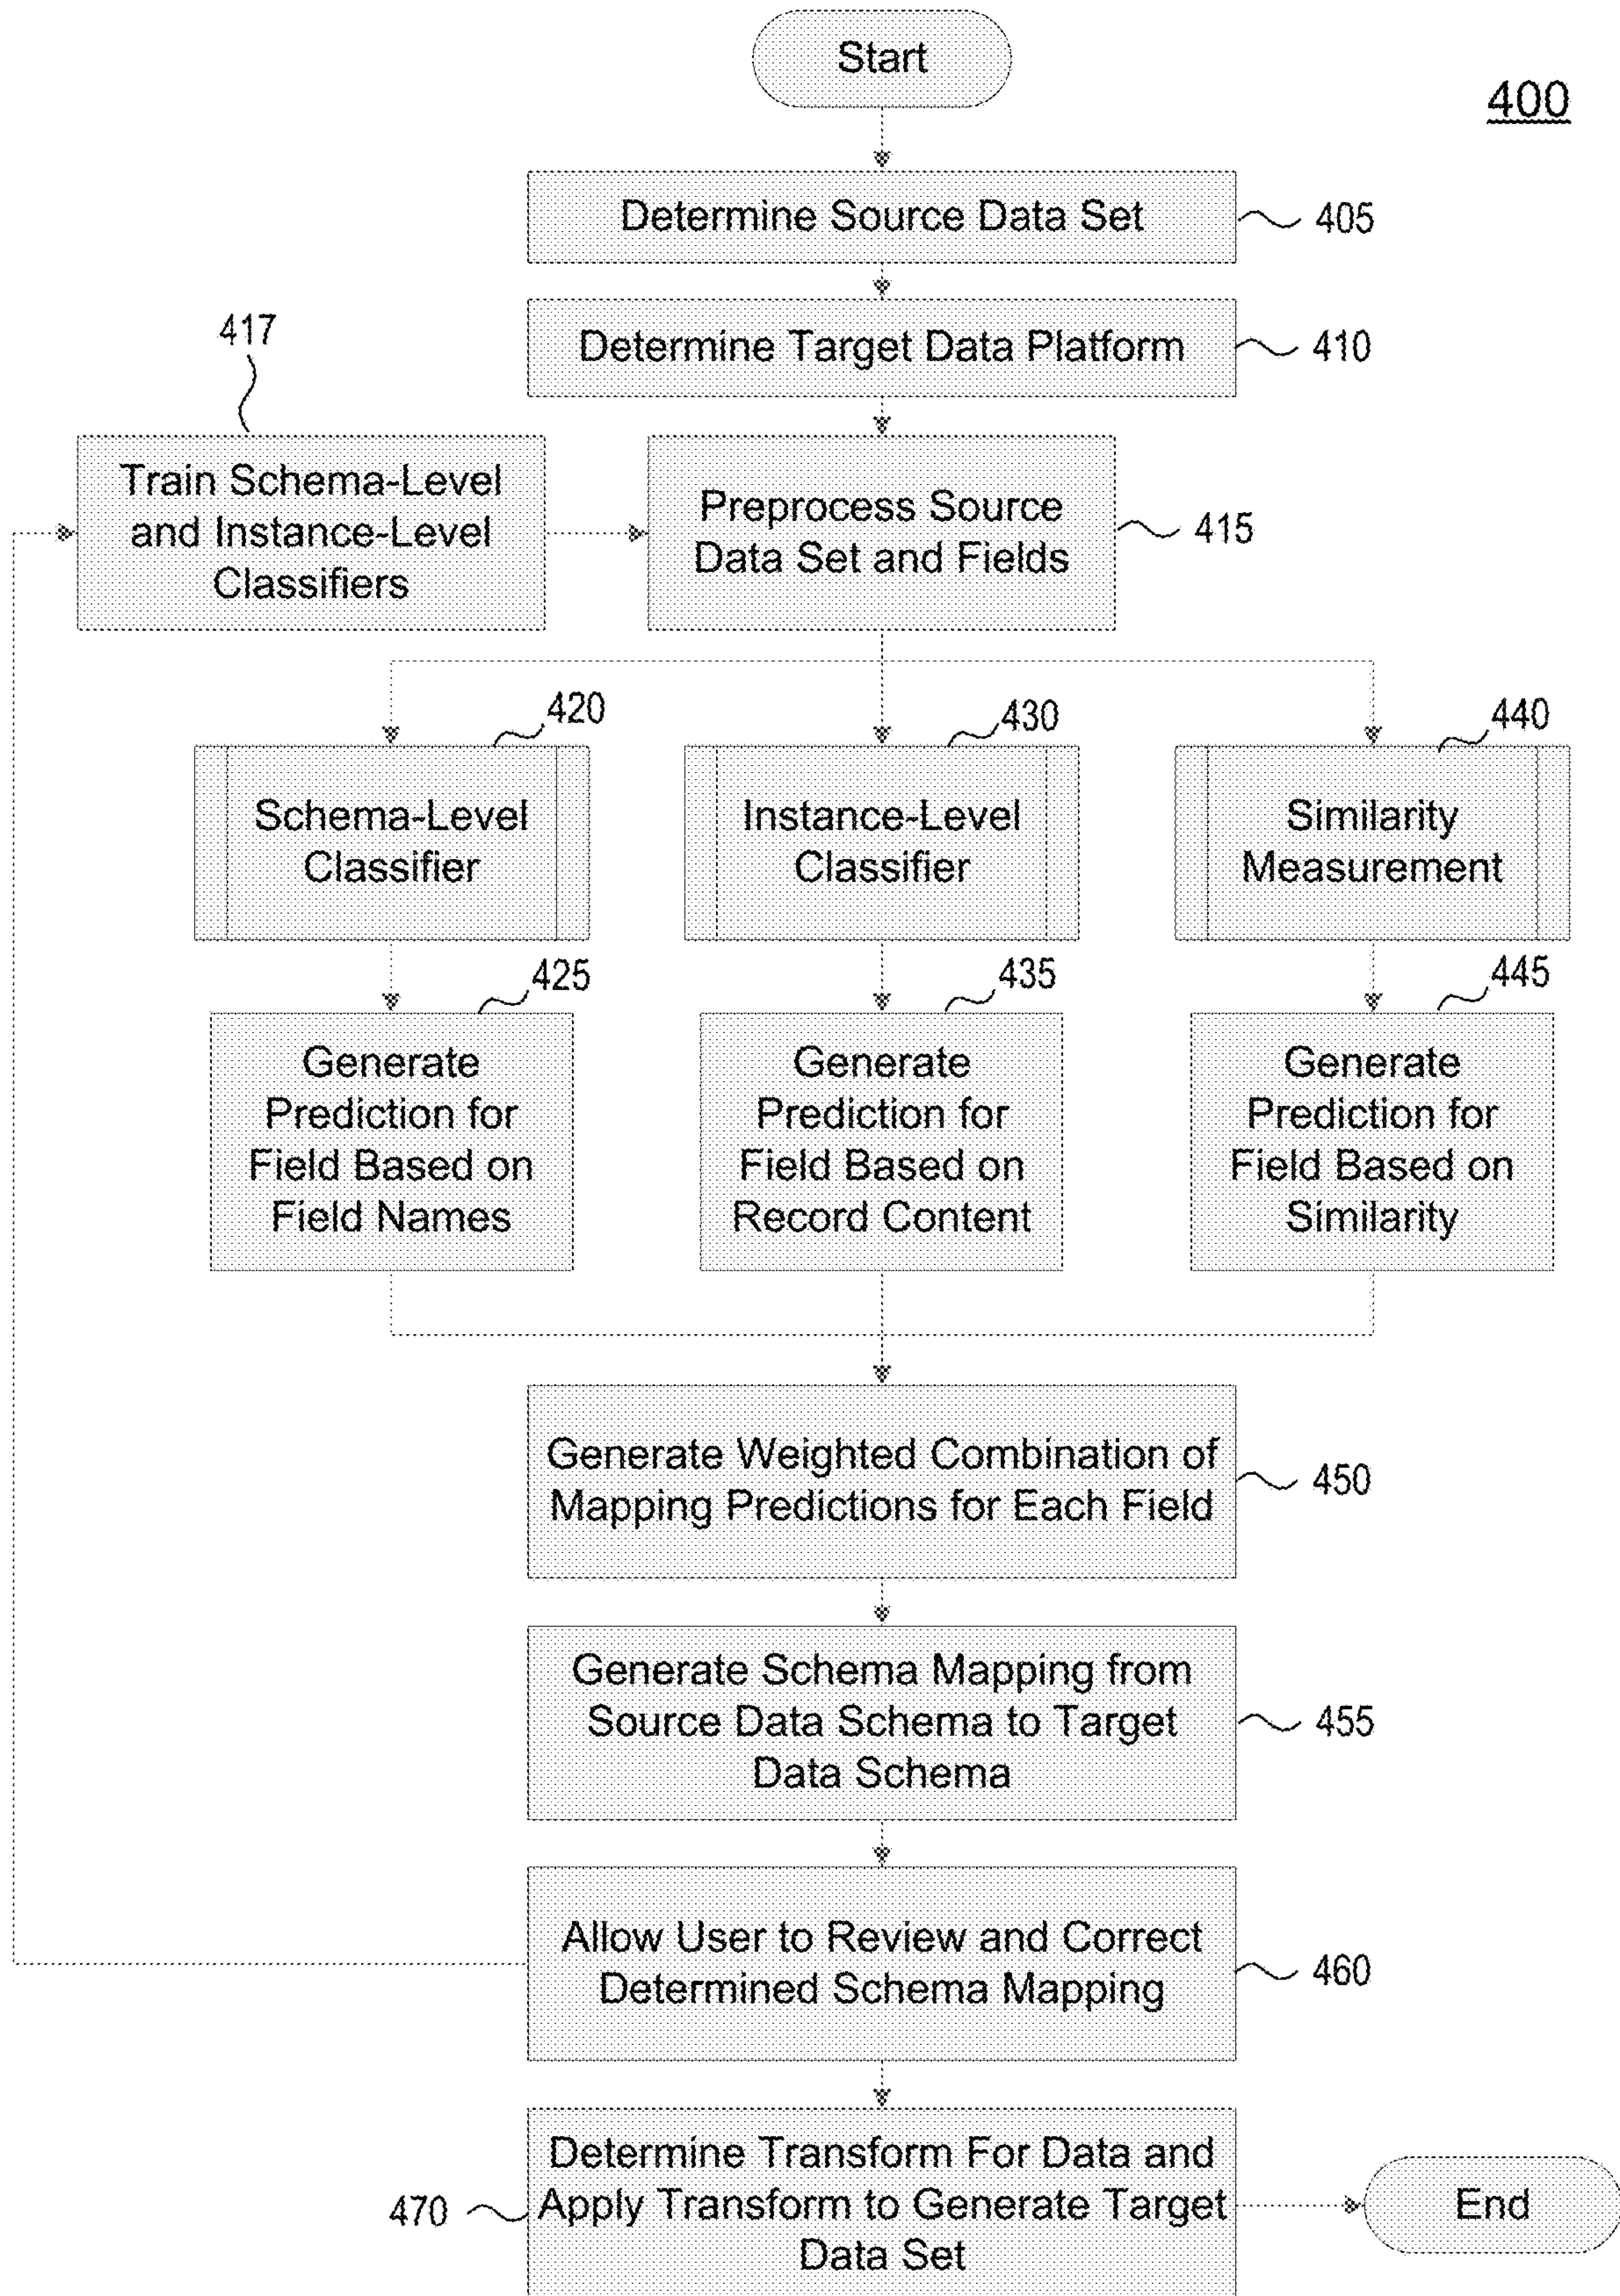 Start
400
Determine Source Data Set
405
Determine Target Data Platform
410
417
Train Schema-Level
and Instance-Level
Classifiers
Preprocess Source
Data Set and Fields
415
420
Schema-Level
Classifier
430
Instance-Level
Classifier
440
Similarity
Measurement
425
Generate
Prediction for
Field Based on
Field Names
435
Generate
Prediction for
Field Based on
Record Content
445
Generate
Prediction for
Field Based on
Similarity
Generate Weighted Combination of
Mapping Predictions for Each Field
450
Generate Schema Mapping from
Source Data Schema to Target
Data Schema
455
Allow User to Review and Correct
Determined Schema Mapping
460
Determine Transform For Data and
Apply Transform to Generate Target
Data Set
470
End